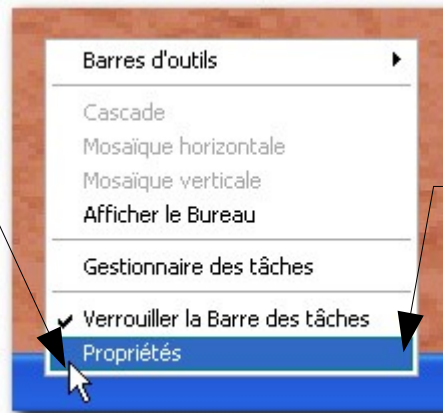 Barres d'outils
Cascade
Mosaïque horizontale
Mosaïque verticale
Afficher le Bureau
Gestionnaire des tâches
Verrouiller la Barre des tâches
Propriétés